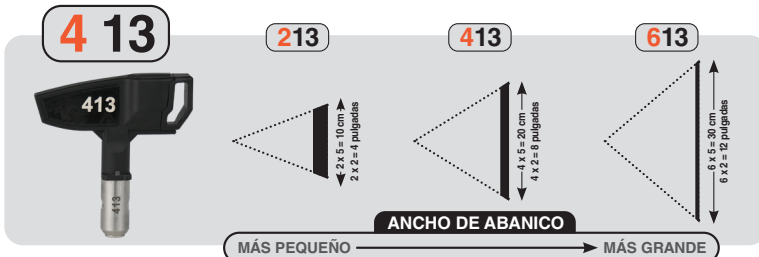 4 13
213
413
613
413
413
2 x 5 = 10 cm
2 x 2 = 4 pulgadas
4 x 5 = 20 cm
4 x 2 = 8 pulgadas
6 x 5 = 30 cm
6 x 2 = 12 pulgadas
ANCHO DE ABANICO
MÁS PEQUEÑO
MÁS GRANDE